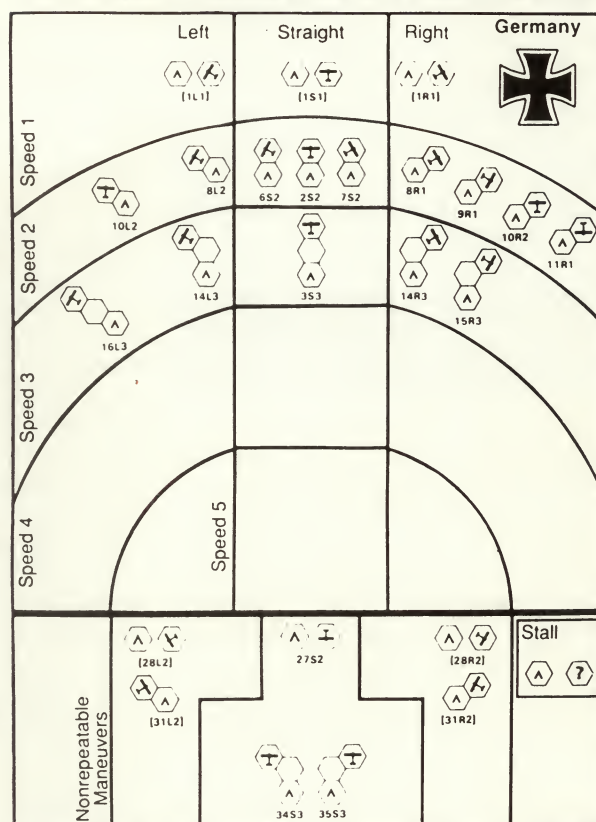 Left Straight Right Germany
[1L1] [1S1] [1R1]
Speed 1
8L2 6S2 2S2 7S2 8R1
10L2 9R1
10R2
11R1
Speed 2
14L3 3S3 14R3
16L3 15R3
Speed 3
Speed 4
Speed 5
Nonrepeatable
Maneuvers
[28L2] 27S2 [28R2]
[31L2] [31R2]
34S3 35S3
Stall
?